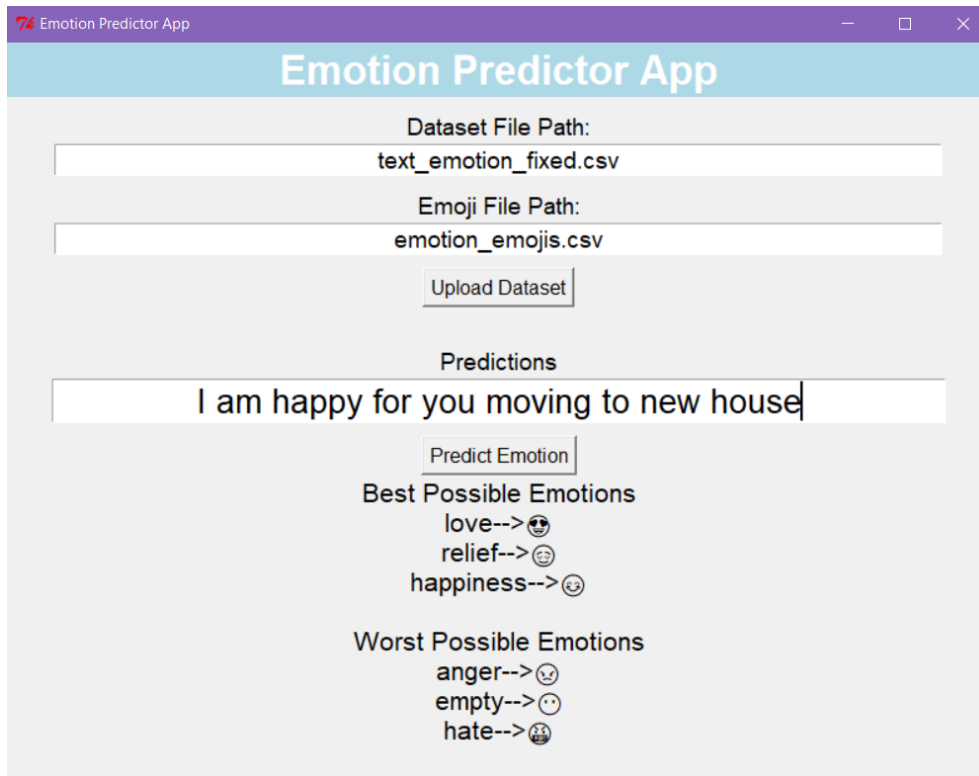 Emotion Predictor App
Emotion Predictor App
Dataset File Path:
text_emotion_fixed.csv
Emoji File Path:
emotion_emojis.csv
Upload Dataset
Predictions
I am happy for you moving to new house
Predict Emotion
Best Possible Emotions
love-->😍
relief-->😌
happiness-->😊
Worst Possible Emotions
anger-->😠
empty-->😶
hate-->🤬